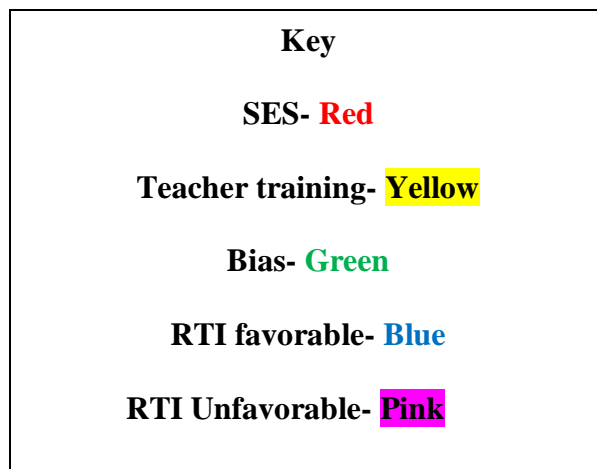 Key
SES- Red
Teacher training- Yellow
Bias- Green
RTI favorable- Blue
RTI Unfavorable- Pink